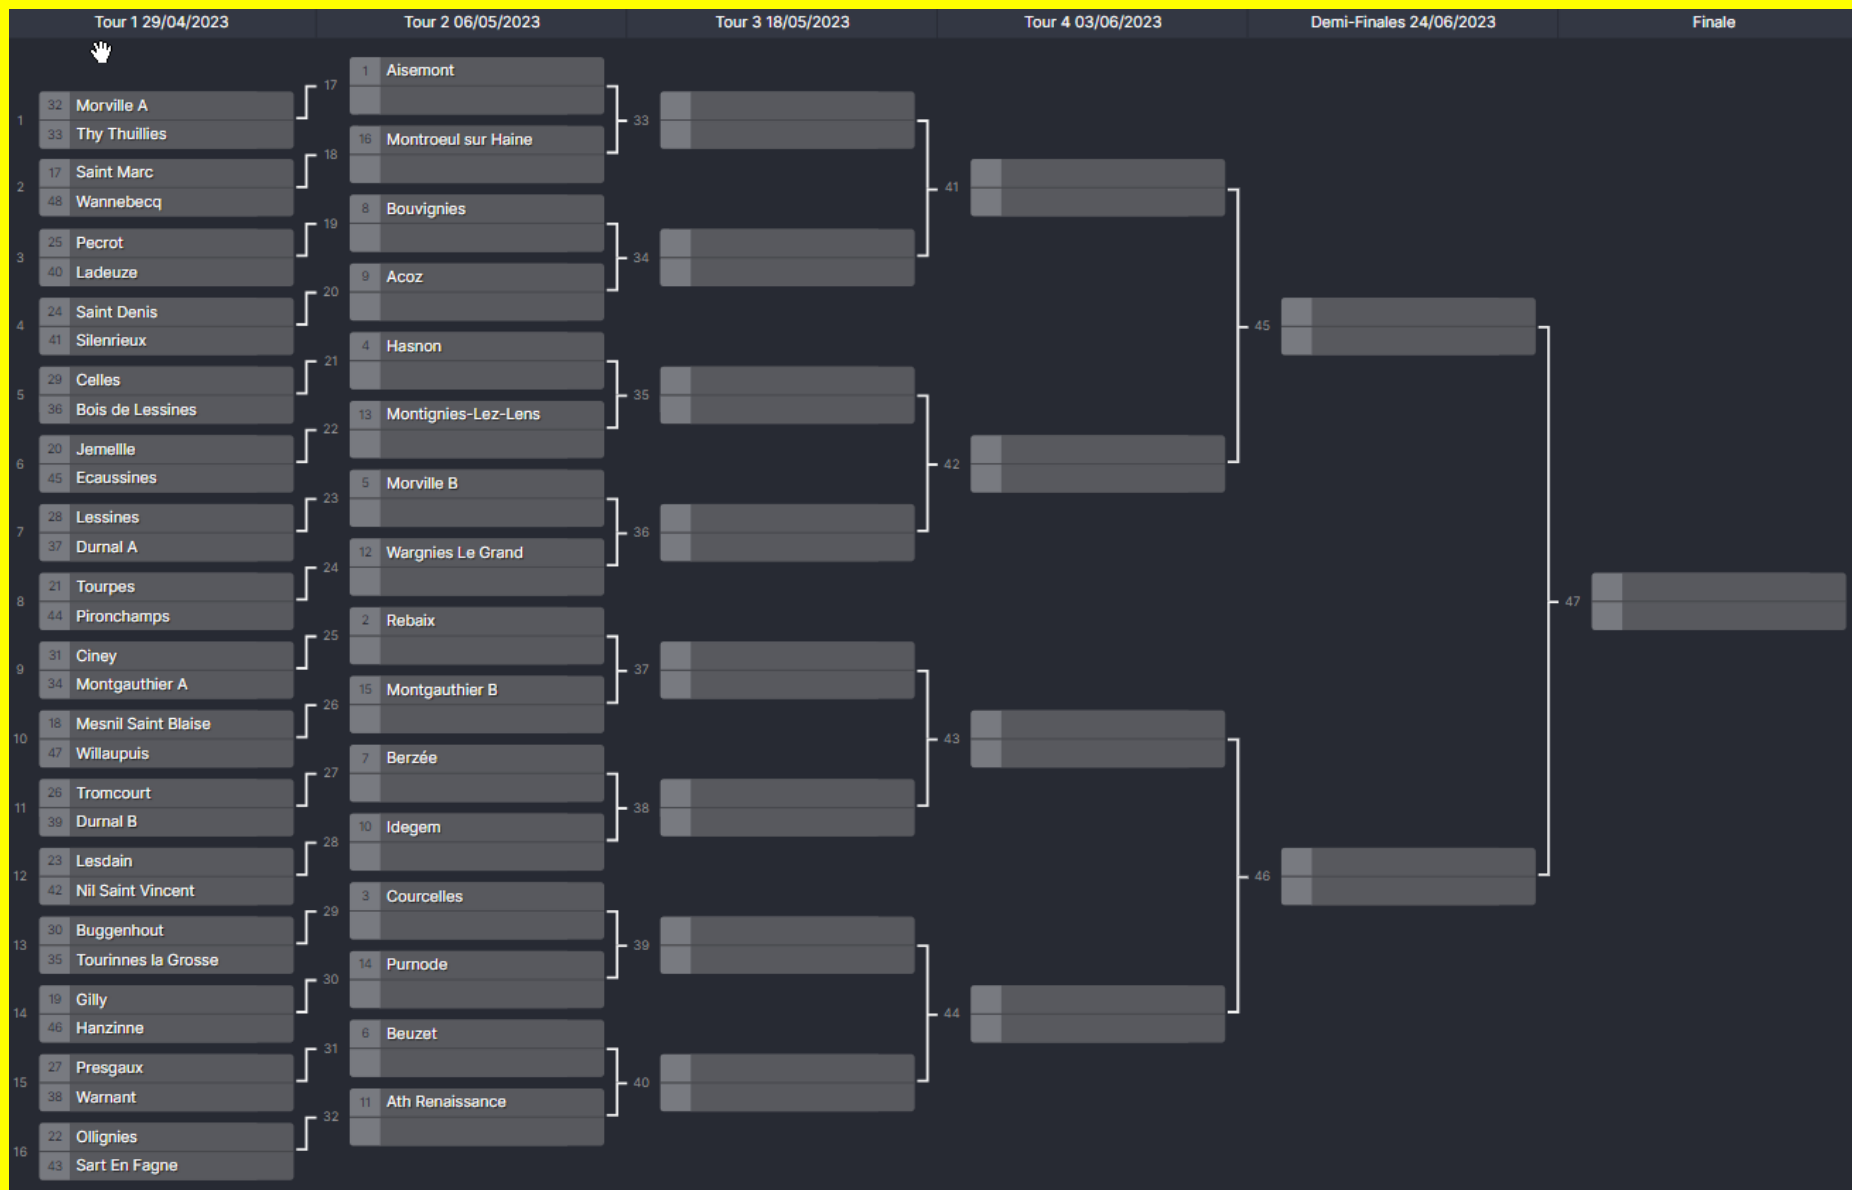 Tour 1 29/04/2023
Tour 2 06/05/2023
Tour 3 18/05/2023
Tour 4 03/06/2023
Demi-Finales 24/06/2023
Finale
1
32 Morville A
33 Thy Thuillies
2
17 Saint Marc
48 Wannebecq
3
25 Pecrot
40 Ladeuze
4
24 Saint Denis
41 Silenrieux
5
29 Celles
36 Bois de Lessines
6
20 Jemellle
45 Ecaussines
7
28 Lessines
37 Durnal A
8
21 Tourpes
44 Pironchamps
9
31 Ciney
34 Montgauthier A
10
18 Mesnil Saint Blaise
47 Willaupuis
11
26 Tromcourt
39 Durnal B
12
23 Lesdain
42 Nil Saint Vincent
13
30 Buggenhout
35 Tourinnes la Grosse
14
19 Gilly
46 Hanzinne
15
27 Presgaux
38 Warnant
16
22 Ollignies
43 Sart En Fagne
17
1 Aisemont
18
16 Montroeul sur Haine
19
8 Bouvignies
20
9 Acoz
21
4 Hasnon
22
13 Montignies-Lez-Lens
23
5 Morville B
24
12 Wargnies Le Grand
25
2 Rebaix
26
15 Montgauthier B
27
7 Berzée
28
10 Idegem
29
3 Courcelles
30
14 Purnode
31
6 Beuzet
32
11 Ath Renaissance
33
34
35
36
37
38
39
40
41
42
43
44
45
46
47